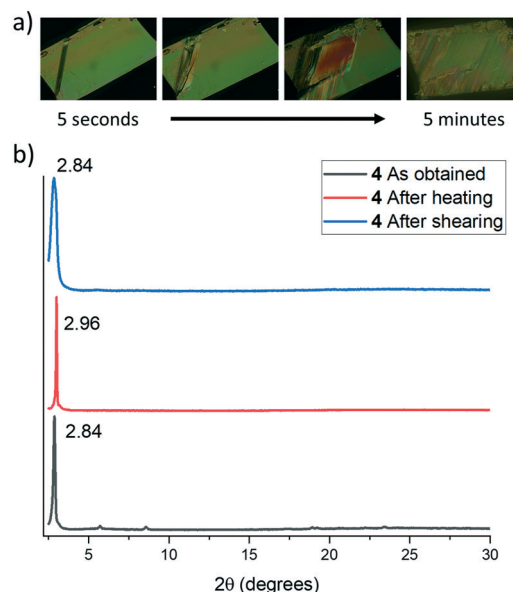 a)
5 seconds
5 minutes
b)
2.84
4 As obtained
4 After heating
4 After shearing
2.96
2.84
5
10
15
20
25
30
2θ (degrees)